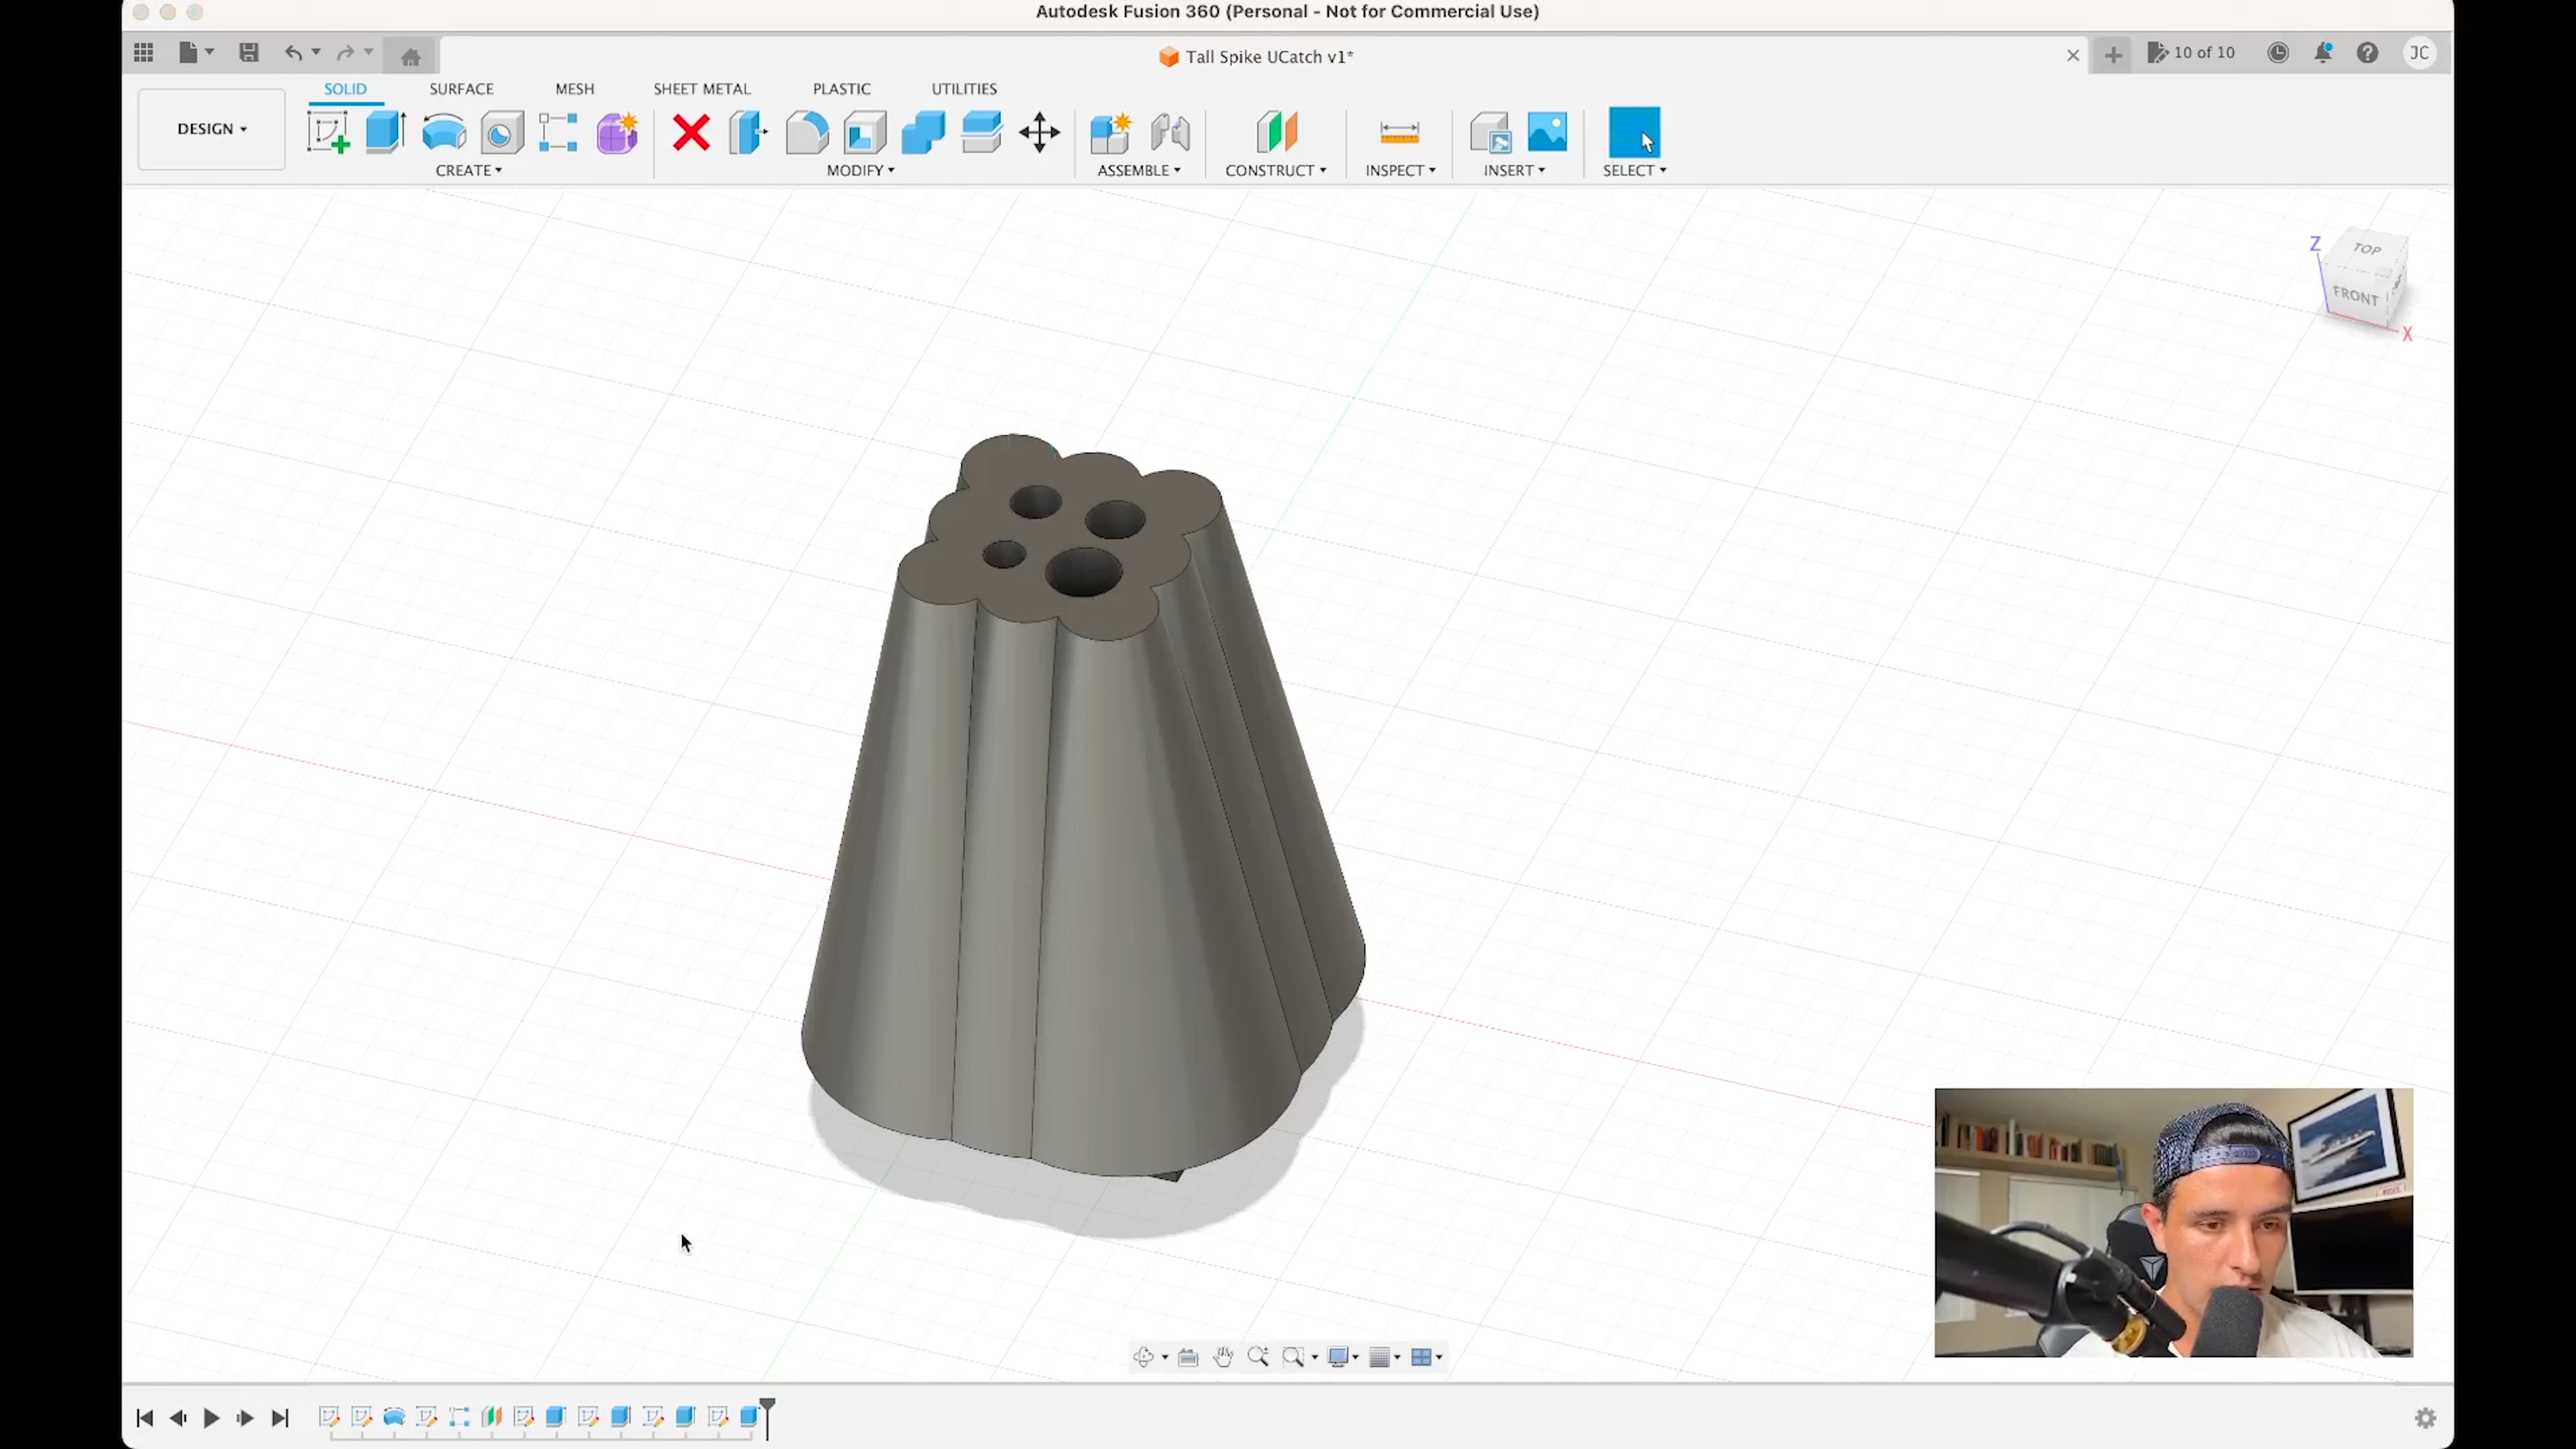 Autodesk Fusion 360 (Personal - Not for Commercial Use)
Tall Spike UCatch v1*
10 of 10
JC
SOLID SURFACE MESH SHEET METAL PLASTIC UTILITIES
DESIGN
CREATE MODIFY ASSEMBLE CONSTRUCT INSPECT INSERT SELECT
Z
TOP
FRONT
X